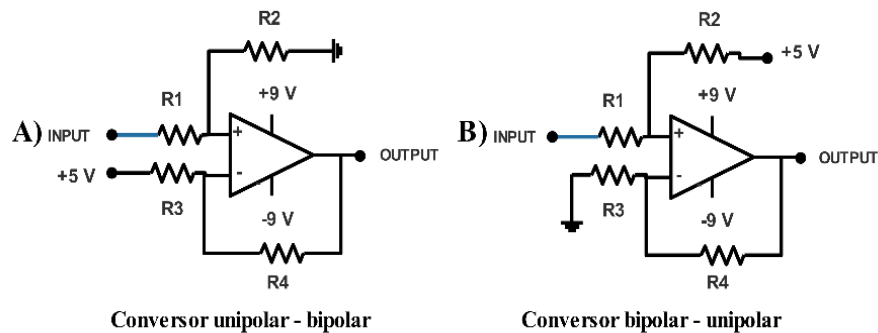 A)
R2
R1
+9 V
INPUT
+
OUTPUT
+5 V
-
R3
-9 V
R4
Conversor unipolar - bipolar
B)
R2
+5 V
R1
+9 V
INPUT
+
OUTPUT
-
R3
-9 V
R4
Conversor bipolar - unipolar